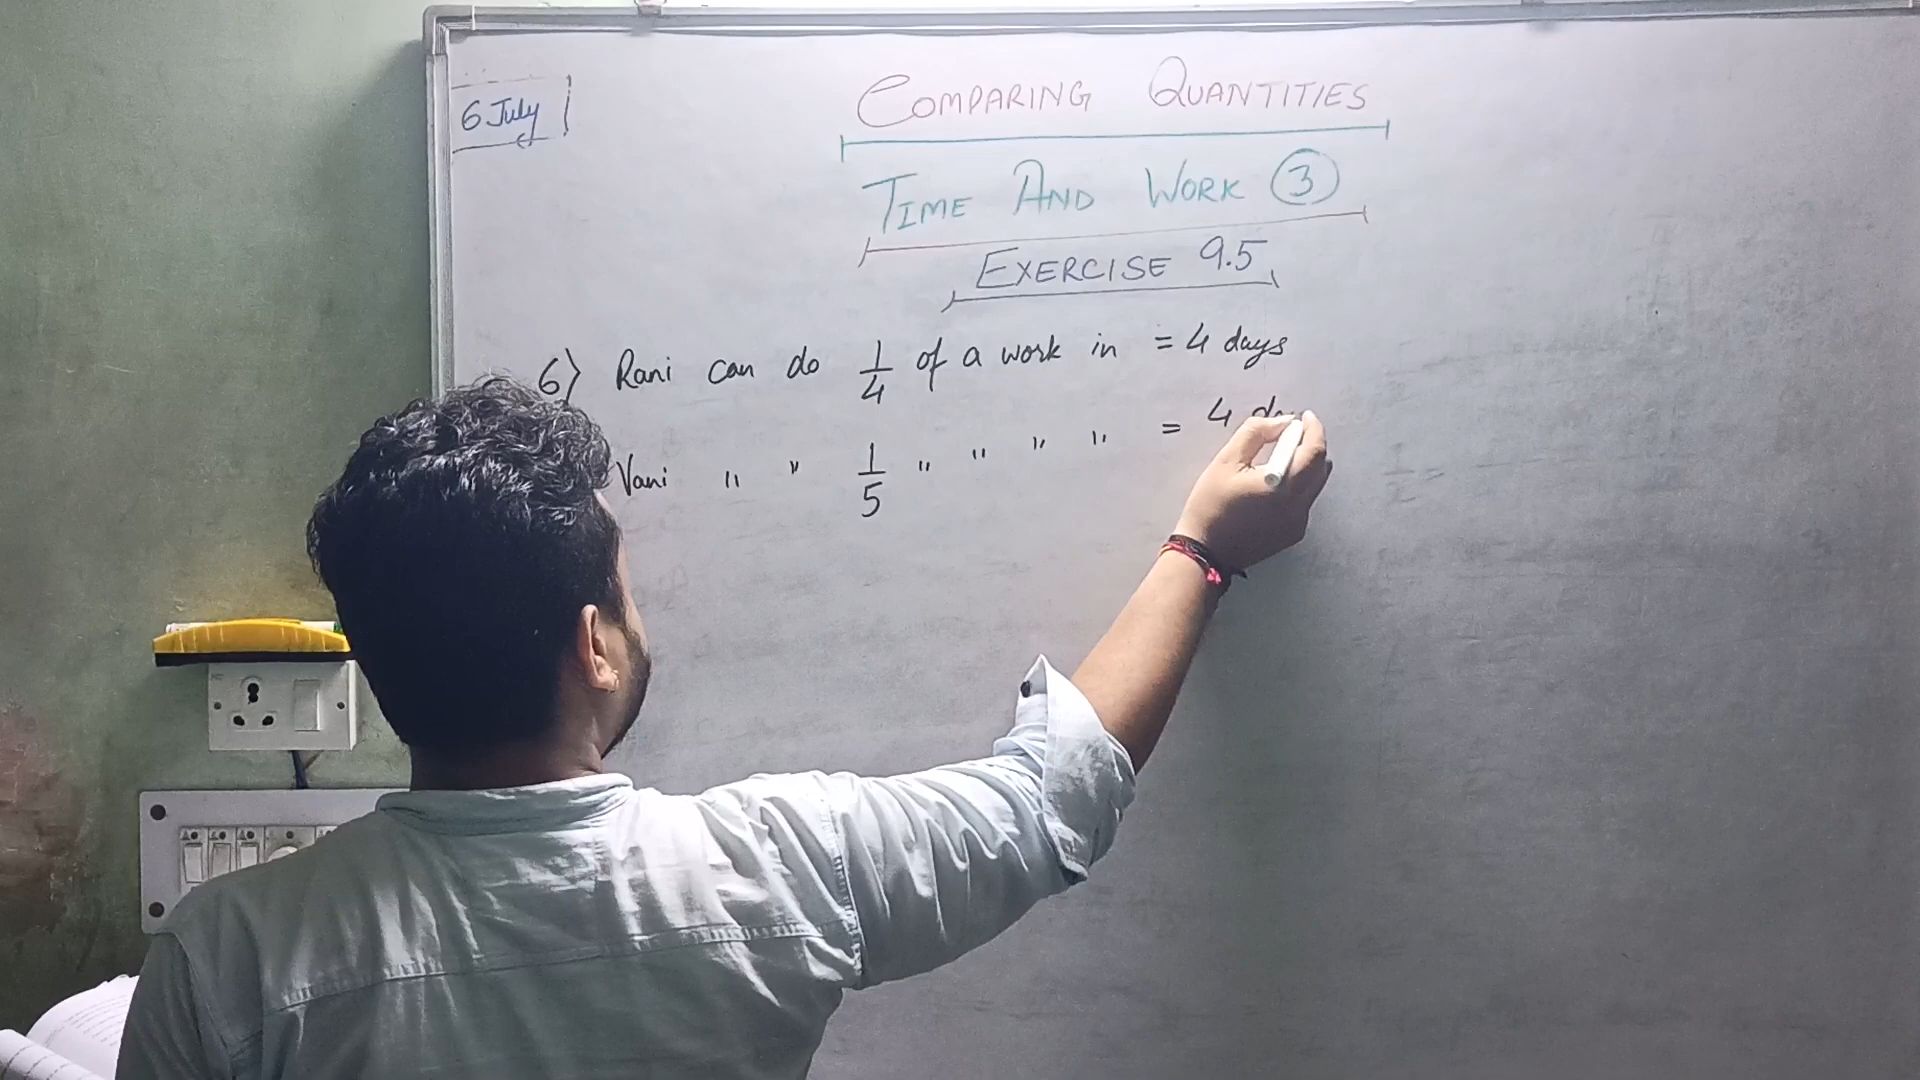 6 July
COMPARING QUANTITIES
TIME AND WORK 3
EXERCISE 9.5
6) Rani can do 1/4 of a work in = 4 days
Vani " " 1/5 " " " " = 4